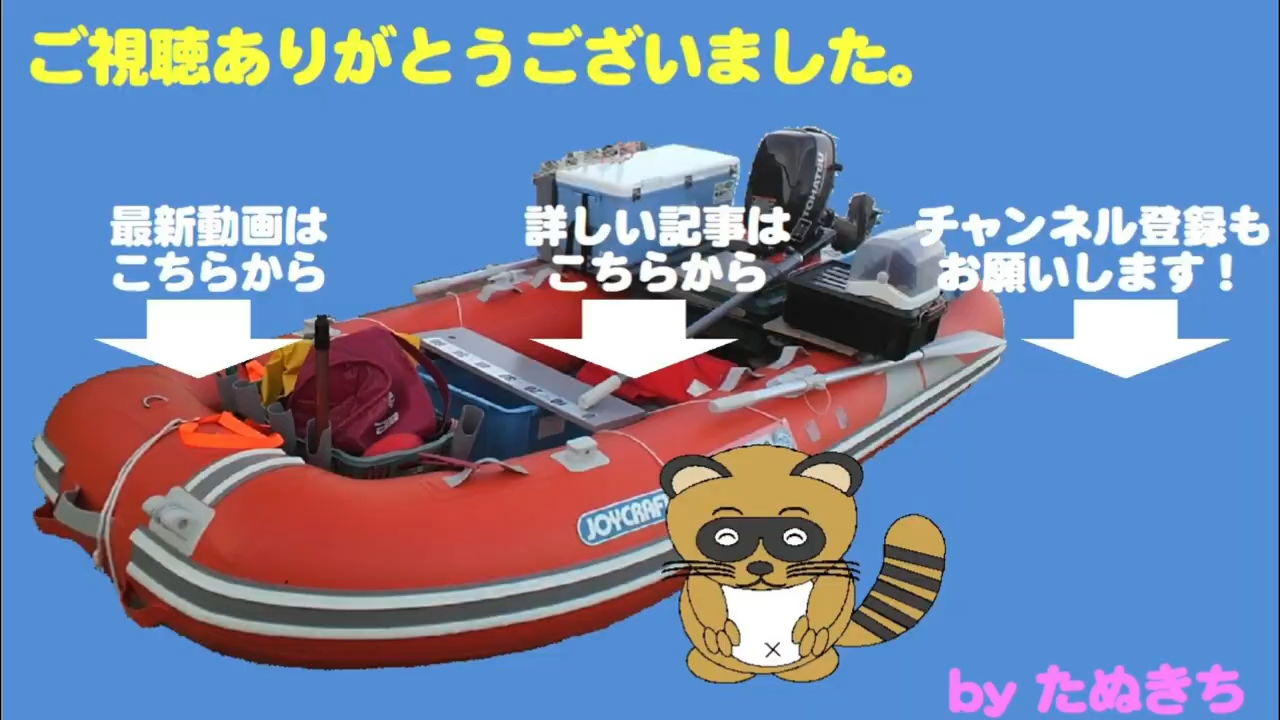 ご視聴ありがとうございました。
最新動画は
こちらから
詳しい記事は
こちらから
チャンネル登録も
お願いします！
TOHATSU
JOYCRAF
by たぬきち